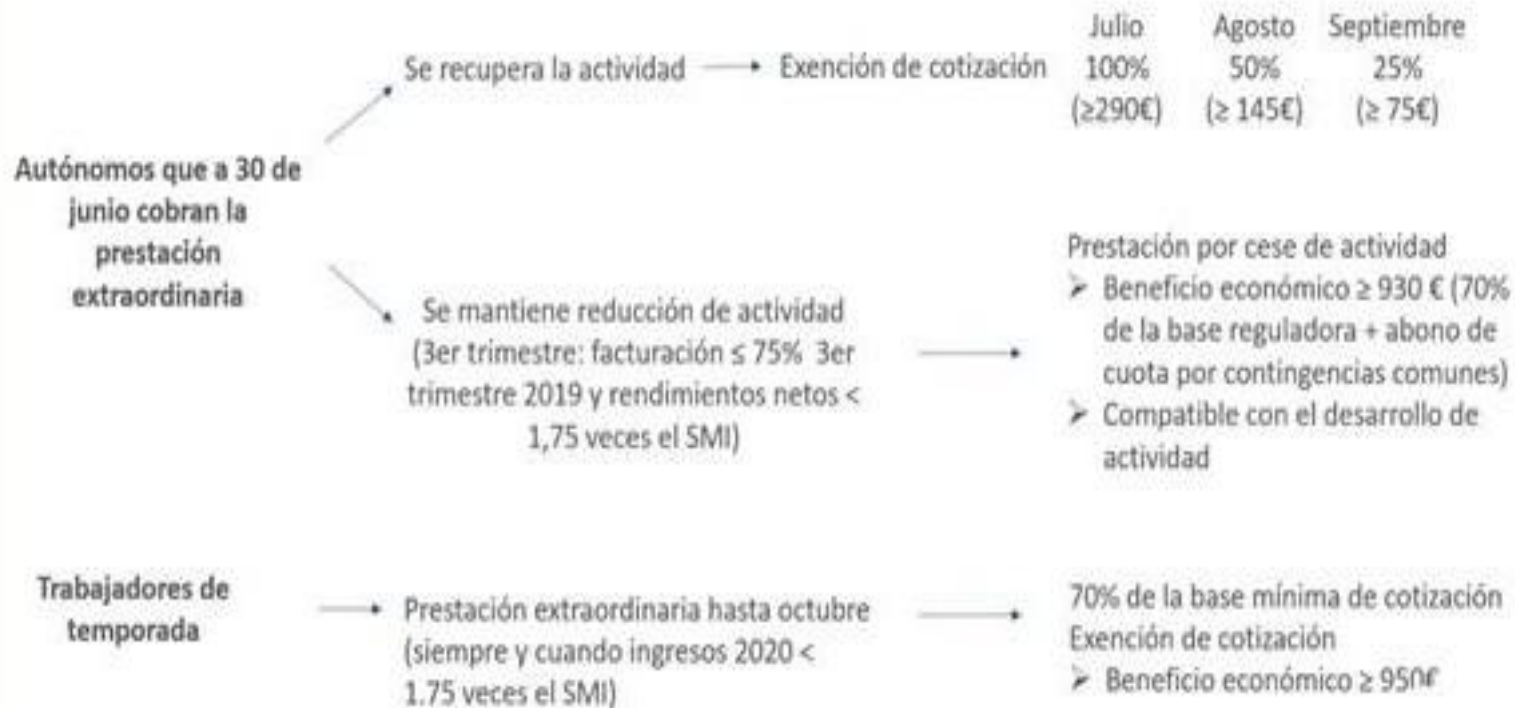 Julio Agosto Septiembre
Se recupera la actividad Exención de cotización 100% 50% 25%
(≥290€) (≥ 145€) (≥ 75€)
Autónomos que a 30 de
junio cobran la
prestación
extraordinaria
Se mantiene reducción de actividad
(3er trimestre: facturación ≤ 75% 3er
trimestre 2019 y rendimientos netos <
1,75 veces el SMI)
Prestación por cese de actividad
➢ Beneficio económico ≥ 930 € (70%
de la base reguladora + abono de
cuota por contingencias comunes)
➢ Compatible con el desarrollo de
actividad
Trabajadores de
temporada
Prestación extraordinaria hasta octubre
(siempre y cuando ingresos 2020 <
1.75 veces el SMI)
70% de la base mínima de cotización
Exención de cotización
➢ Beneficio económico ≥ 950€